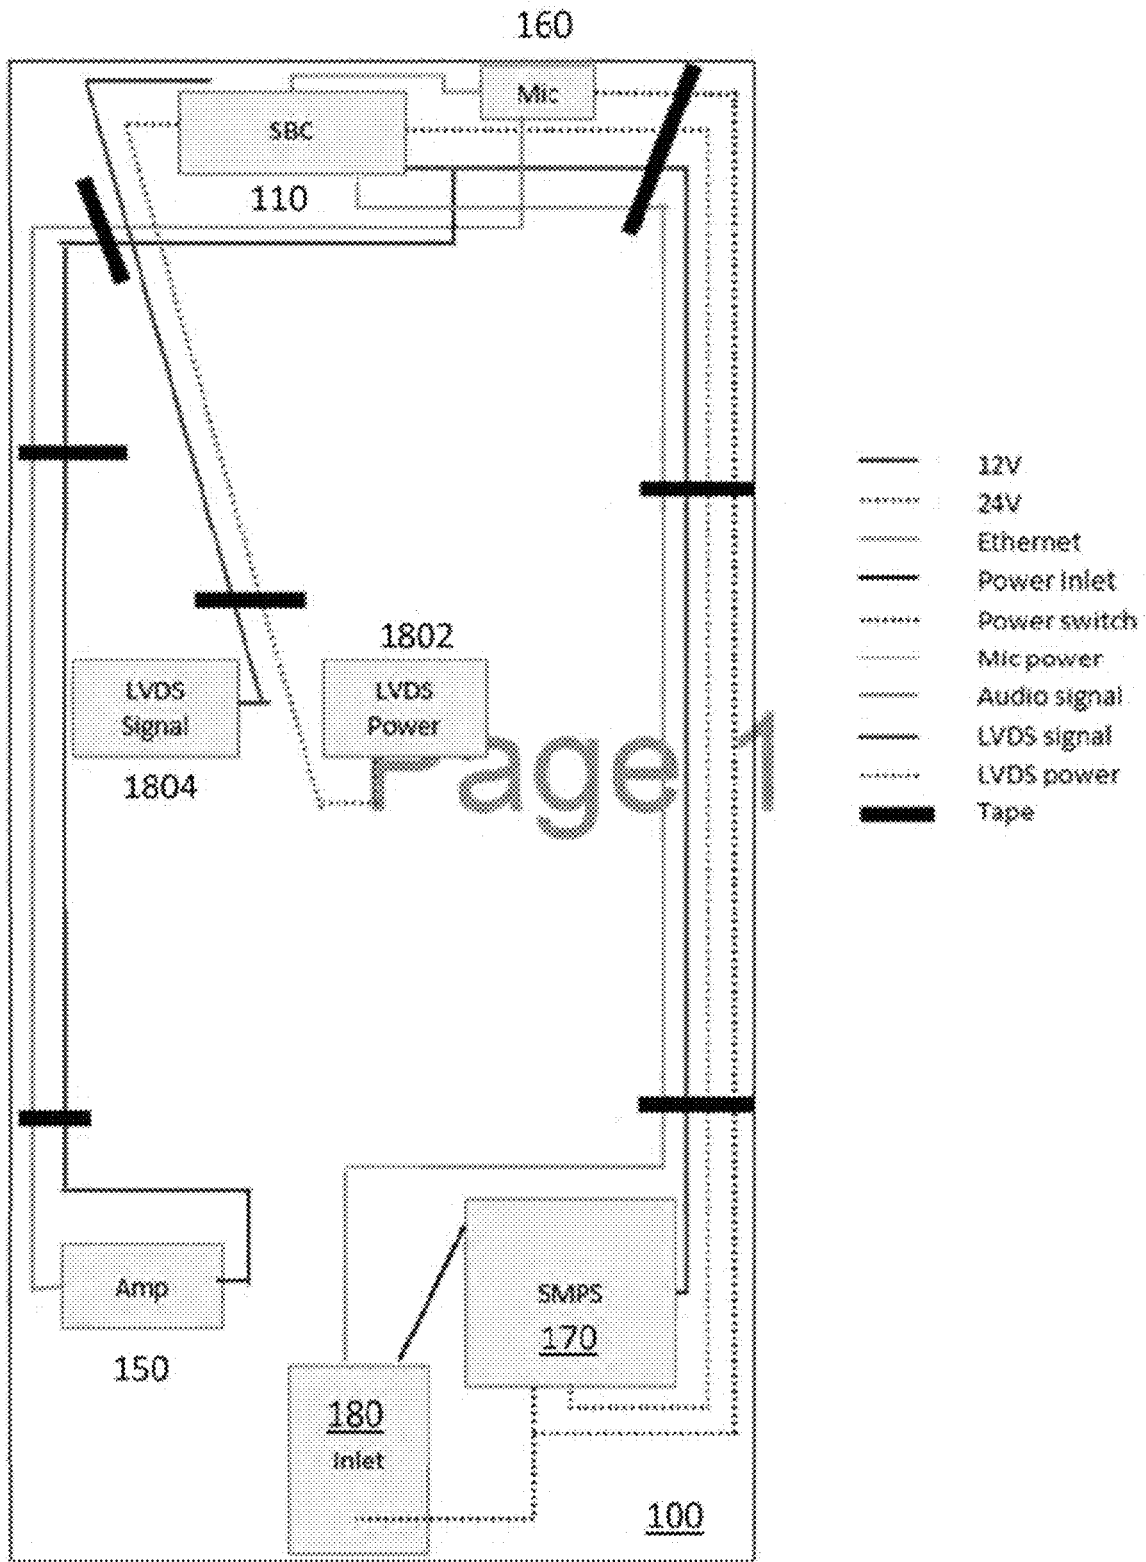 160
Mic
SBC
110
1802
LVDS
Signal
LVDS
Power
1804
Page 1
Amp
150
SMPS
170
180
Inlet
100
12V
24V
Ethernet
Power inlet
Power switch
Mic power
Audio signal
LVDS signal
LVDS power
Tape